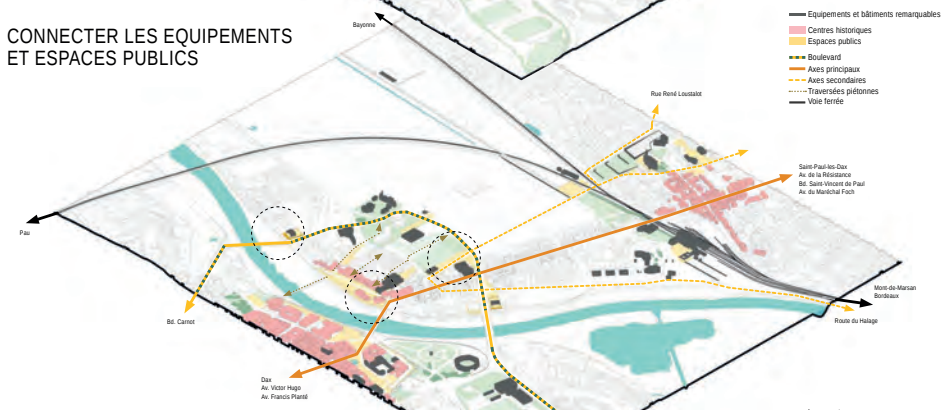 CONNECTER LES EQUIPEMENTS
ET ESPACES PUBLICS
Bayonne
Equipements et bâtiments remarquables
Centres historiques
Espaces publics
Boulevard
Axes principaux
Axes secondaires
Traversées piétonnes
Voie ferrée
Rue René Loustalot
Saint-Paul-les-Dax
Av. de la Résistance
Bd. Saint-Vincent de Paul
Av. du Maréchal Foch
Pau
Mont-de-Marsan
Bordeaux
Route du Halage
Bd. Carnot
Dax
Av. Victor Hugo
Av. Francis Planté